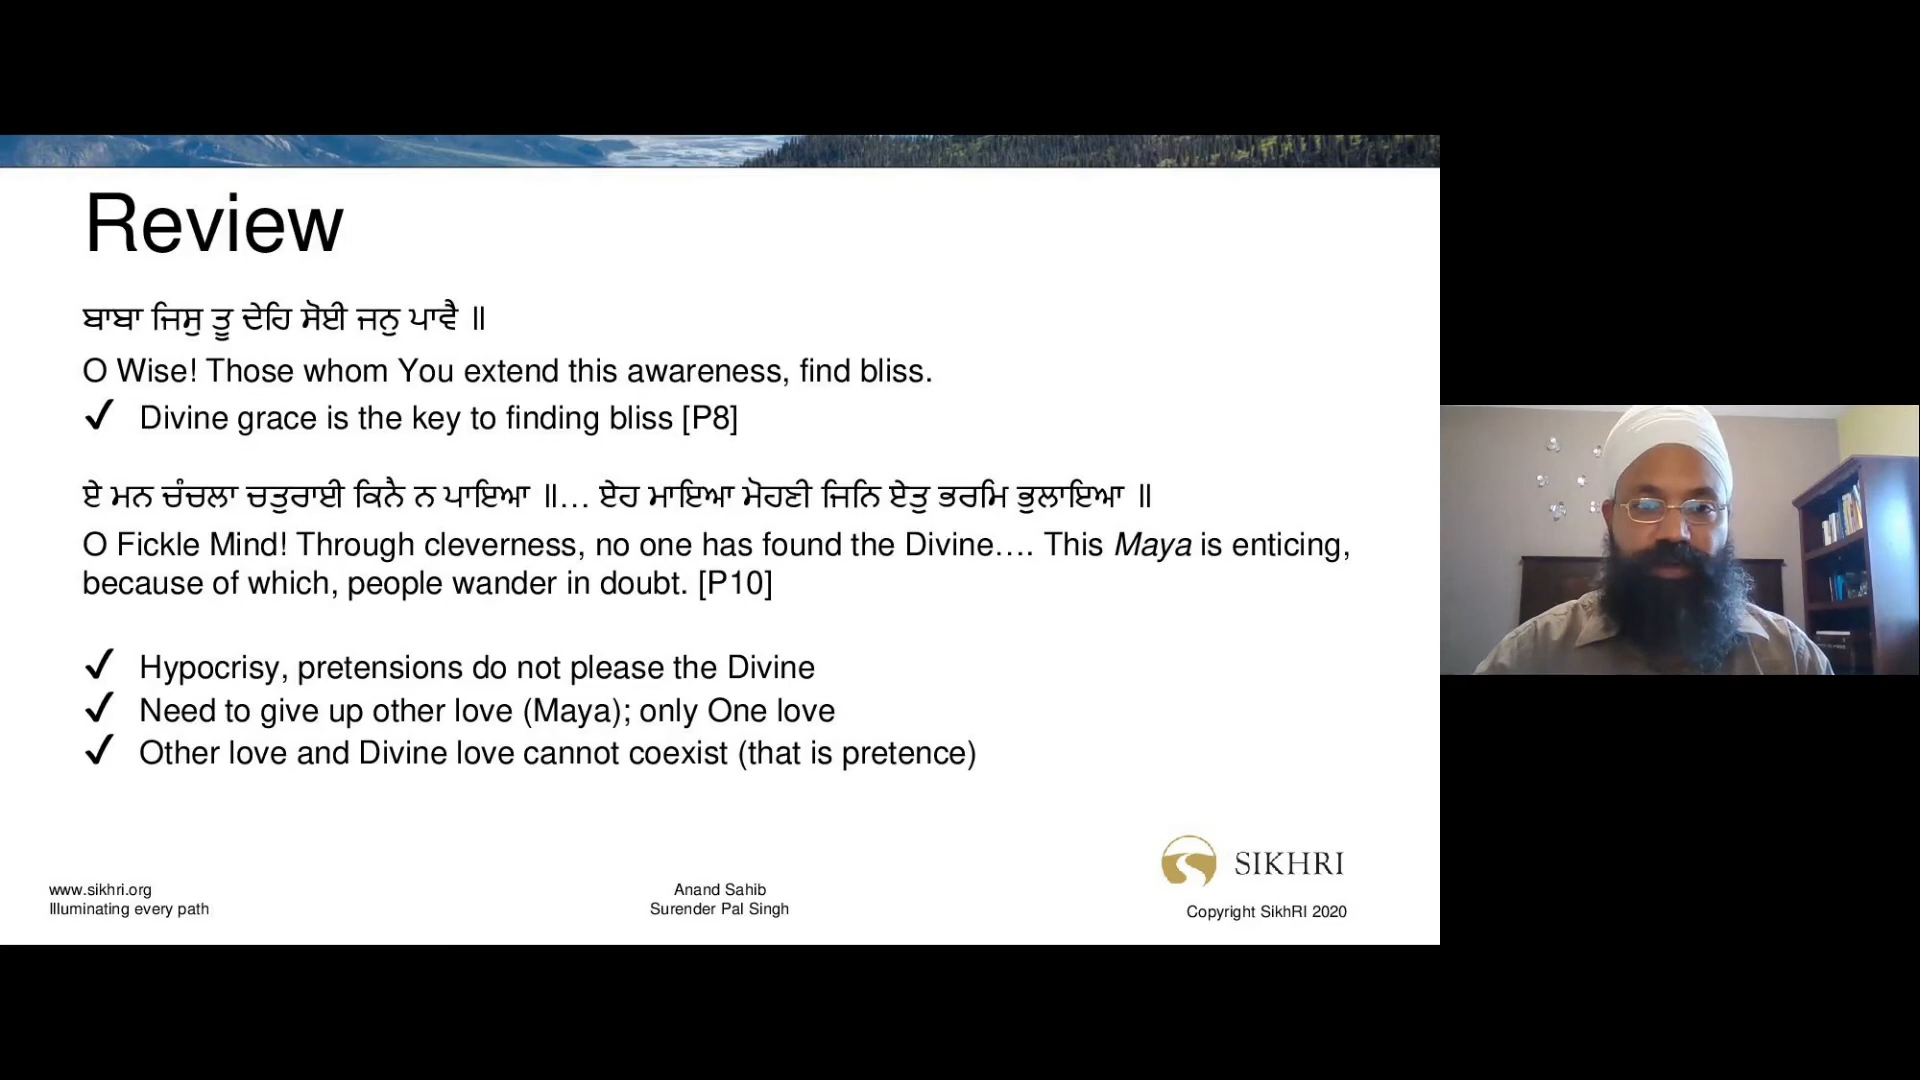 Review
ਬਾਬਾ ਜਿਸੁ ਤੂ ਦੇਹਿ ਸੋਈ ਜਨੁ ਪਾਵੈ ॥
O Wise! Those whom You extend this awareness, find bliss.
✓ Divine grace is the key to finding bliss [P8]
ਏ ਮਨ ਚੰਚਲਾ ਚਤੁਰਾਈ ਕਿਨੈ ਨ ਪਾਇਆ ॥... ਏਹ ਮਾਇਆ ਮੋਹਣੀ ਜਿਨਿ ਏਤੁ ਭਰਮਿ ਭੁਲਾਇਆ ॥
O Fickle Mind! Through cleverness, no one has found the Divine.... This Maya is enticing,
because of which, people wander in doubt. [P10]
✓ Hypocrisy, pretensions do not please the Divine
✓ Need to give up other love (Maya); only One love
✓ Other love and Divine love cannot coexist (that is pretence)
SIKHRI
www.sikhri.org
Illuminating every path
Anand Sahib
Surender Pal Singh
Copyright SikhRI 2020